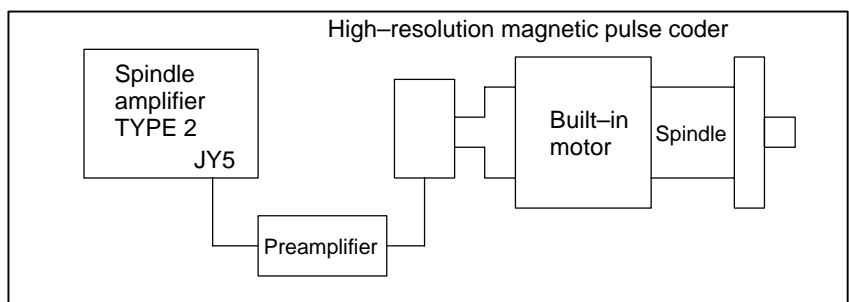 High–resolution magnetic pulse coder
Spindle
amplifier
TYPE 2
JY5
Built–in
motor
Spindle
Preamplifier